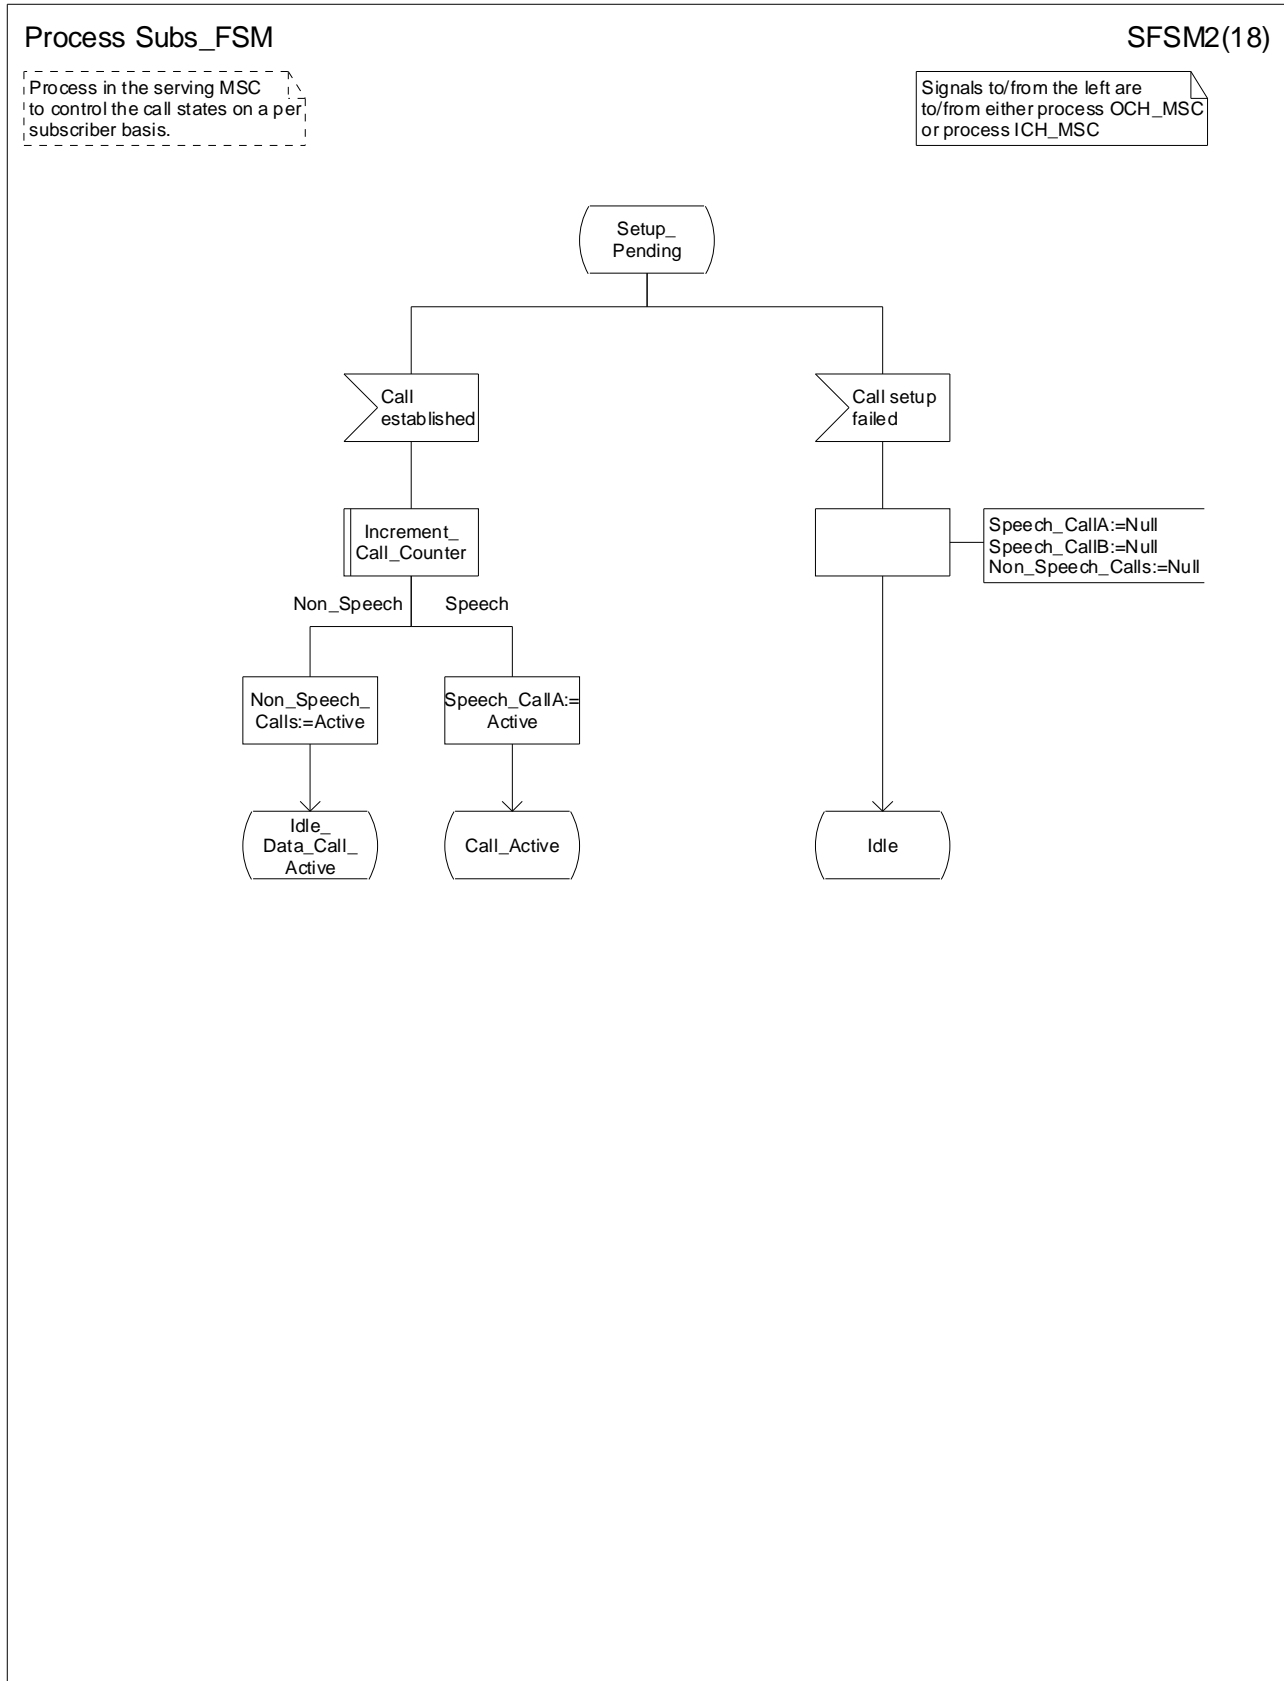 Process Subs_FSM
SFSM2(18)
Process in the serving MSC
to control the call states on a per
subscriber basis.
Signals to/from the left are
to/from either process OCH_MSC
or process ICH_MSC
Setup_
Pending
Call
established
Call setup
failed
Increment_
Call_Counter
Speech_CallA:=Null
Speech_CallB:=Null
Non_Speech_Calls:=Null
Non_Speech
Speech
Non_Speech_
Calls:=Active
Speech_CallA:=
Active
Idle_
Data_Call_
Active
Call_Active
Idle